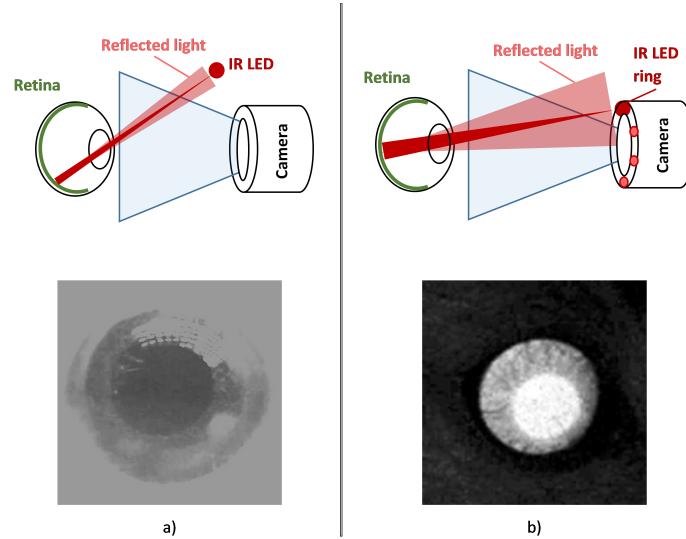 Reflected light
IR LED
Retina
Camera
a)
Reflected light
IR LED
ring
Retina
Camera
b)